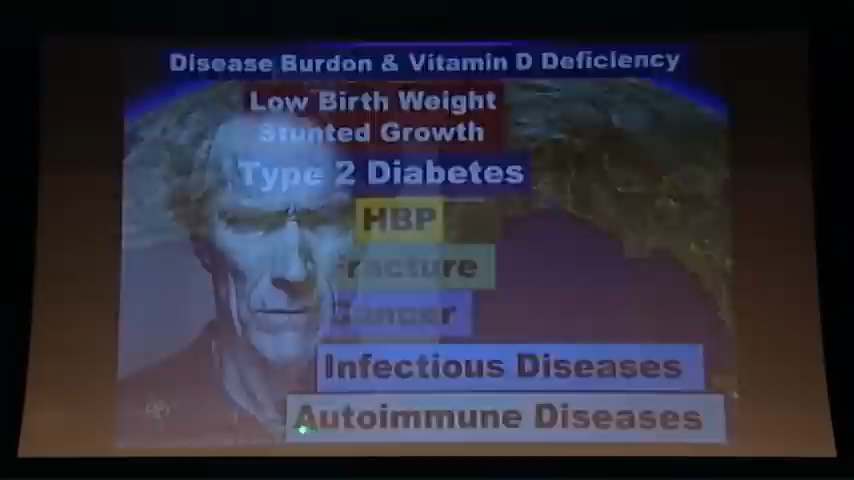 Disease Burdon & Vitamin D Deficiency
Low Birth Weight
Stunted Growth
Type 2 Diabetes
HBP
Fracture
Cancer
Infectious Diseases
Autoimmune Diseases